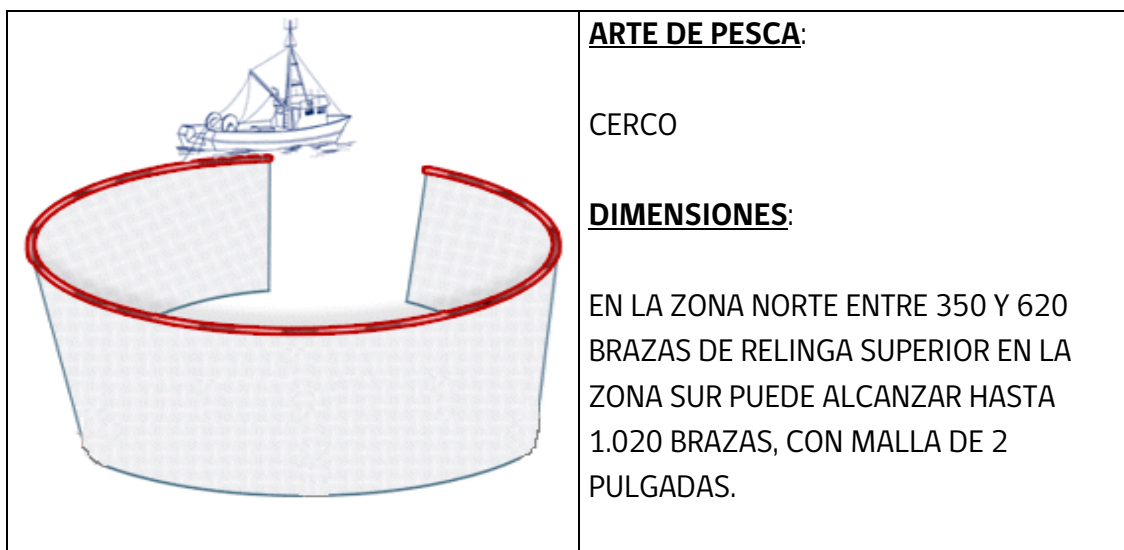 ARTE DE PESCA:
CERCO
DIMENSIONES:
EN LA ZONA NORTE ENTRE 350 Y 620
BRAZAS DE RELINGA SUPERIOR EN LA
ZONA SUR PUEDE ALCANZAR HASTA
1.020 BRAZAS, CON MALLA DE 2
PULGADAS.